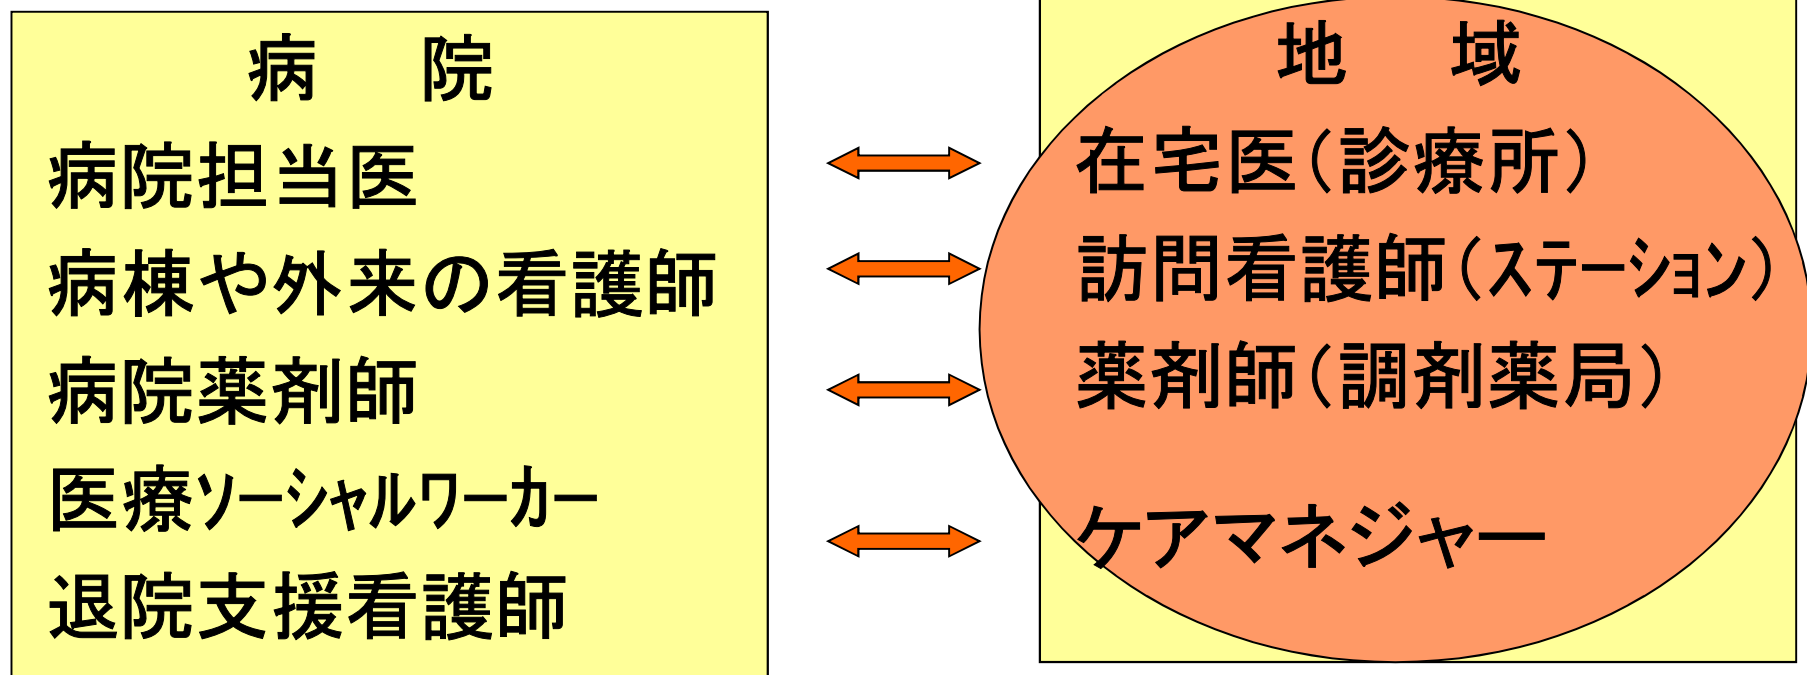 病　院
病院担当医
病棟や外来の看護師
病院薬剤師
医療ｿｰｼｬﾙﾜｰｶｰ
退院支援看護師
地　域
在宅医（診療所）
訪問看護師（ｽﾃｰｼｮﾝ）
薬剤師（調剤薬局）
ケアマネジャー